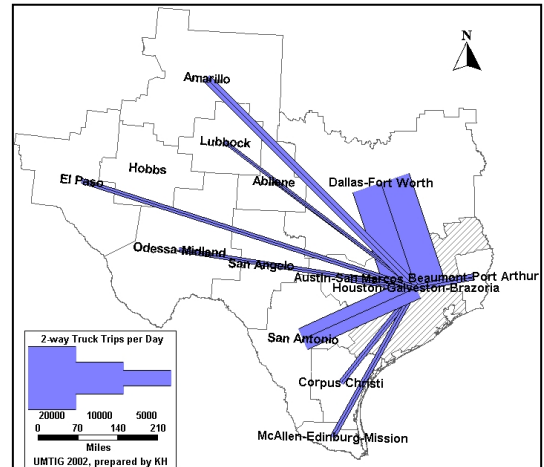 N
Amarillo
Lubbock
Hobbs
El Paso
Abilene
Dallas-Fort Worth
Odessa-Midland
San Angelo
Austin-San Marcos
Beaumont-Port Arthur
Houston-Galveston-Brazoria
San Antonio
Corpus Christi
McAllen-Edinburg-Mission
2-way Truck Trips per Day
20000 10000 5000
0 70 140 210
Miles
UMTIG 2002, prepared by KH